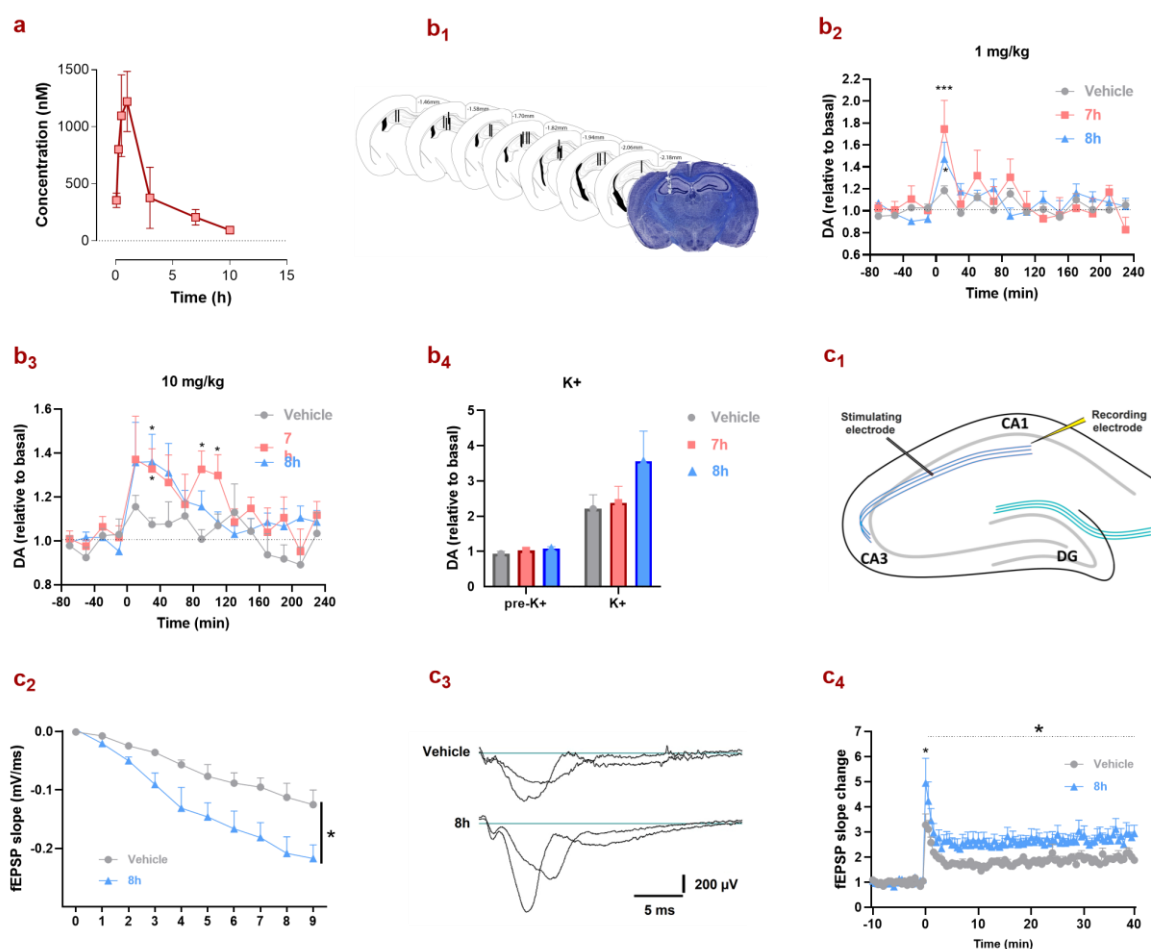 a
Concentration (nM)
1500
1000
500
0
0 5 10 15
Time (h)
b1
-1.46mm
-1.58mm
-1.70mm
-1.82mm
-1.94mm
-2.06mm
-2.18mm
b2
1 mg/kg
DA (relative to basal)
2.2
2.0
1.8
1.6
1.4
1.2
1.0
0.8
0.6
-80 -40 0 40 80 120 160 200 240
Time (min)
***
*
Vehicle
7h
8h
b3
10 mg/kg
DA (relative to basal)
1.6
1.4
1.2
1.0
0.8
-80 -40 0 40 80 120 160 200 240
Time (min)
* * *
*
Vehicle
7
h
8h
b4
K+
DA (relative to basal)
5
4
3
2
1
0
pre-K+ K+
Vehicle
7h
8h
c1
Stimulating
electrode
CA1
Recording
electrode
CA3
DG
c2
fEPSP slope (mV/ms)
0.0
-0.1
-0.2
0 1 2 3 4 5 6 7 8 9
*
Vehicle
8h
c3
Vehicle
8h
200 µV
5 ms
c4
fEPSP slope change
7
6
5
4
3
2
1
0
-10 0 10 20 30 40
Time (min)
*
*
Vehicle
8h